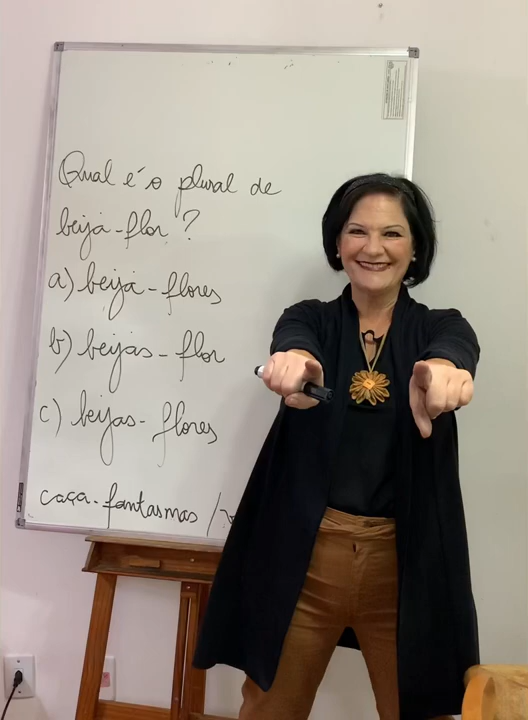 Qual é o plural de
beija-flor ?
a) beija-flores
b) beijas-flor
c) beijas-flores
caça-fantasmas /